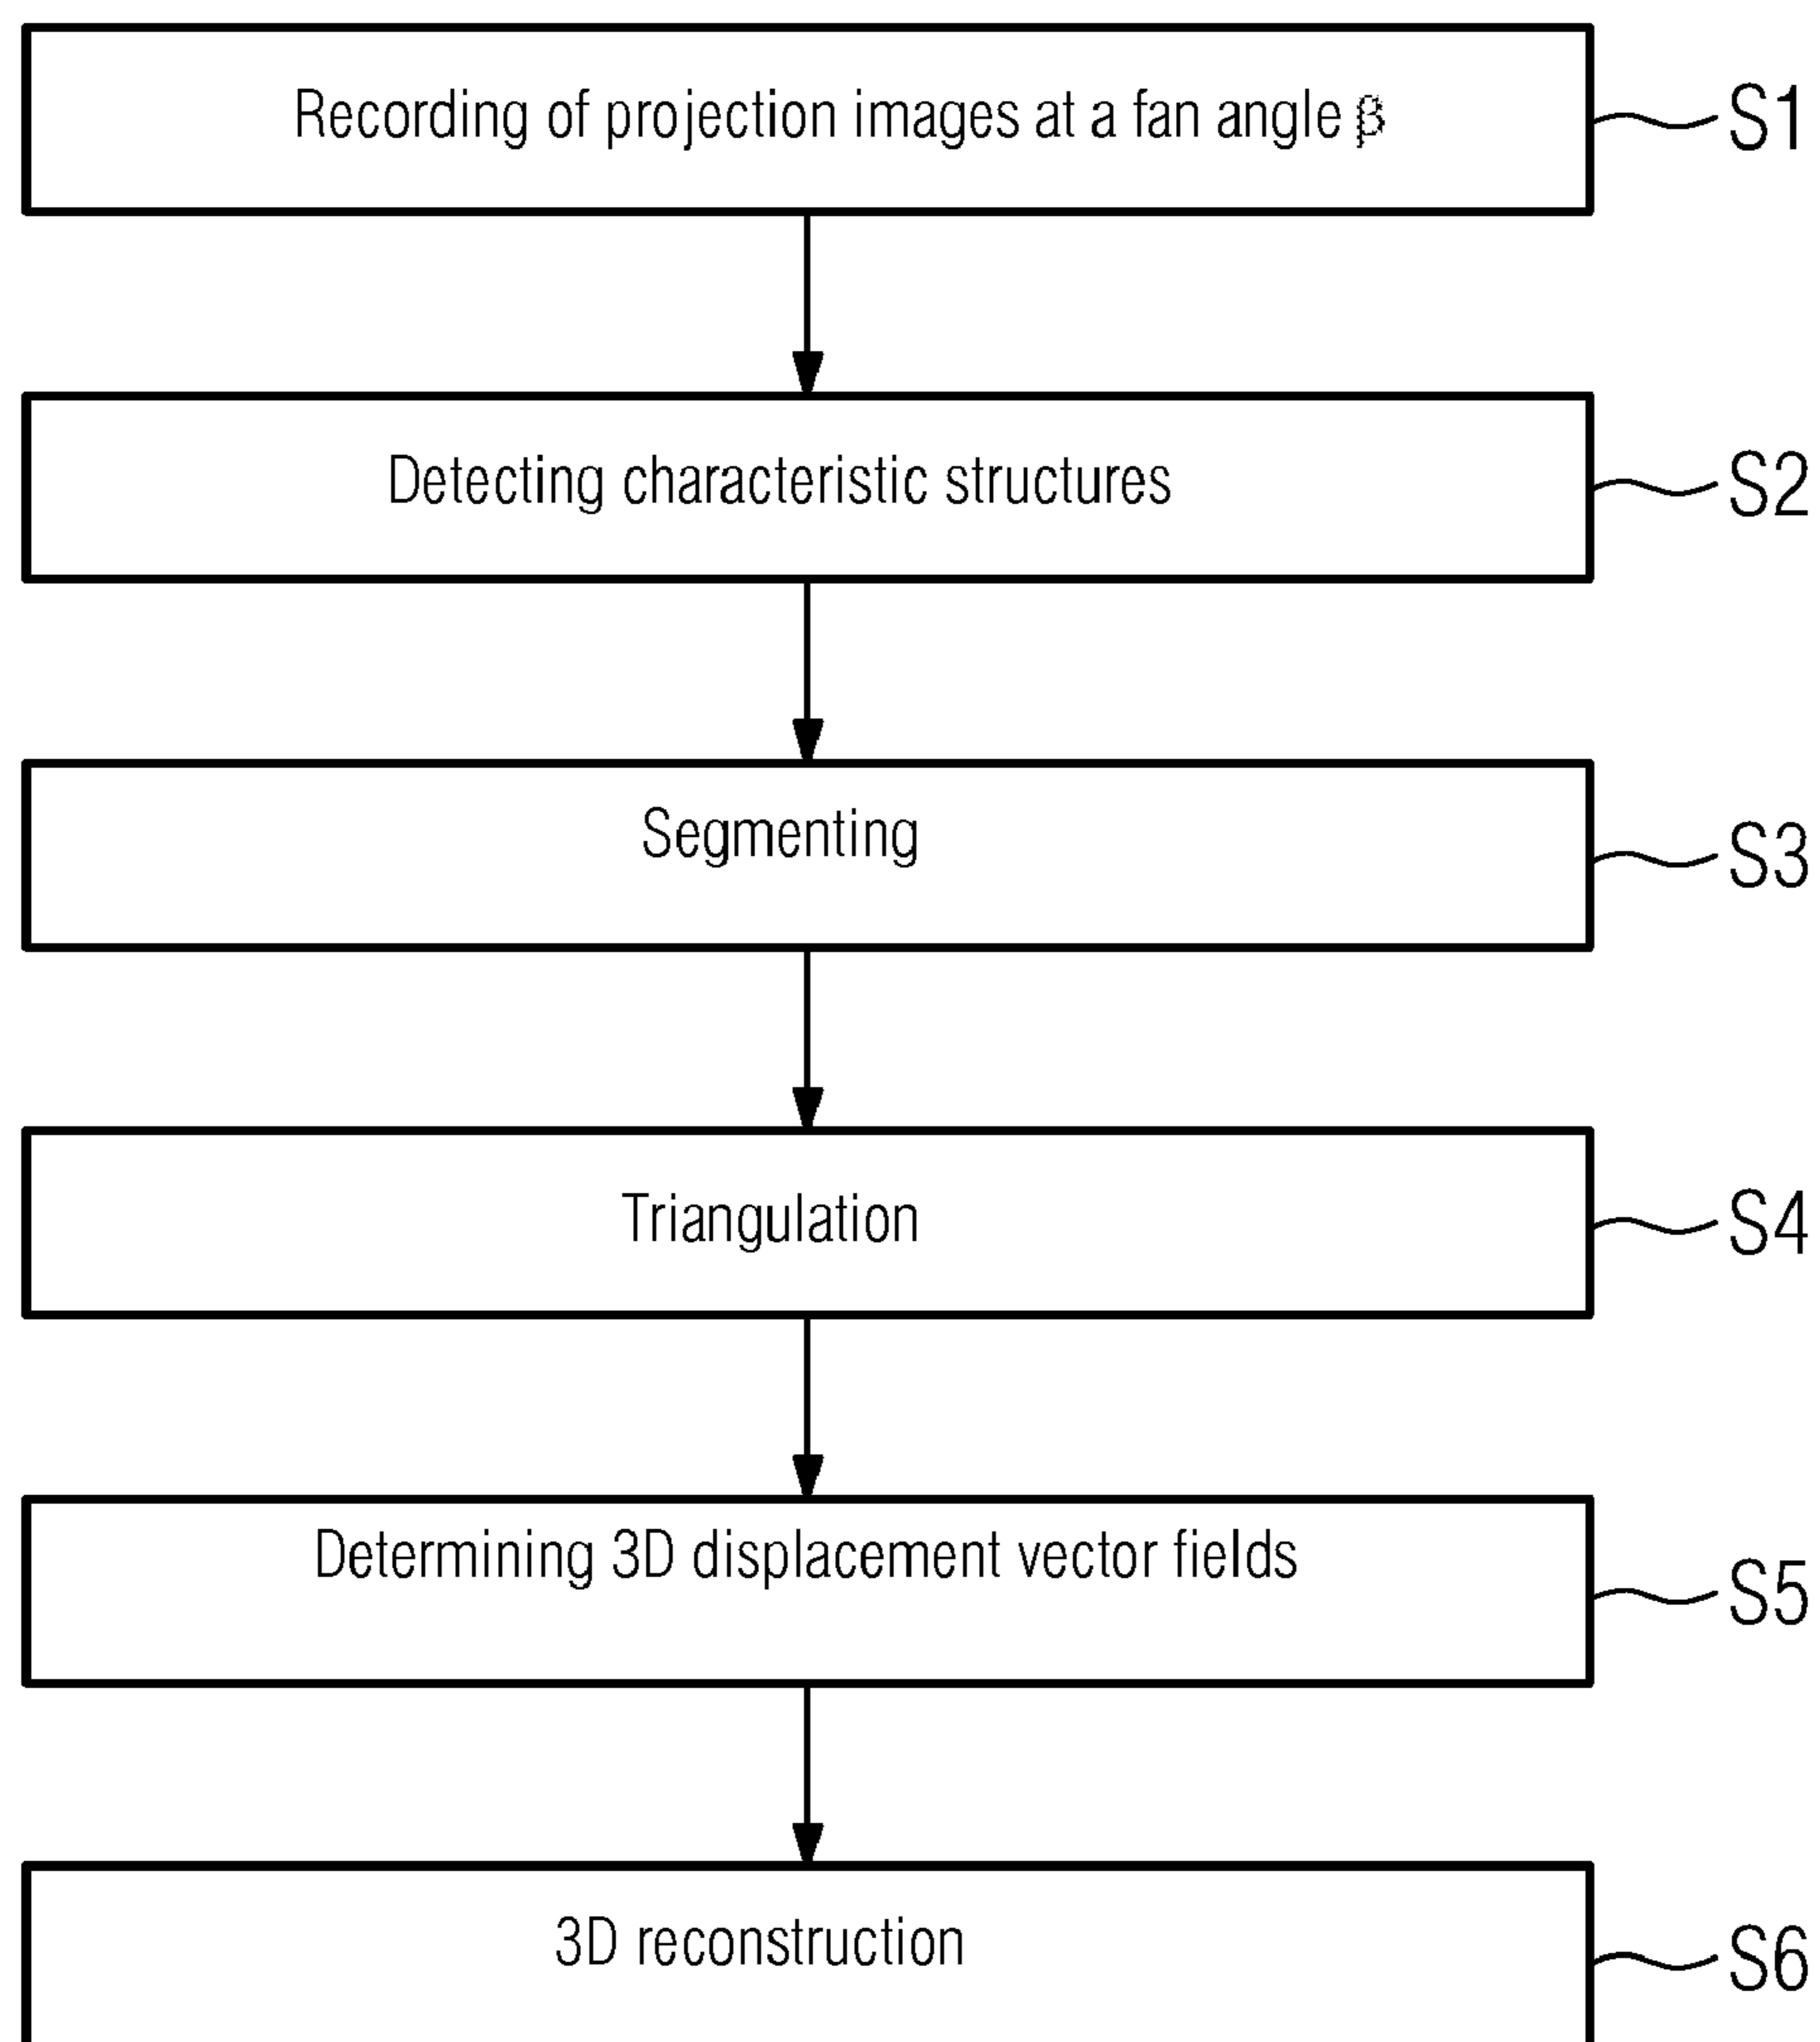 Recording of projection images at a fan angle β
S1
Detecting characteristic structures
S2
Segmenting
S3
Triangulation
S4
Determining 3D displacement vector fields
S5
3D reconstruction
S6